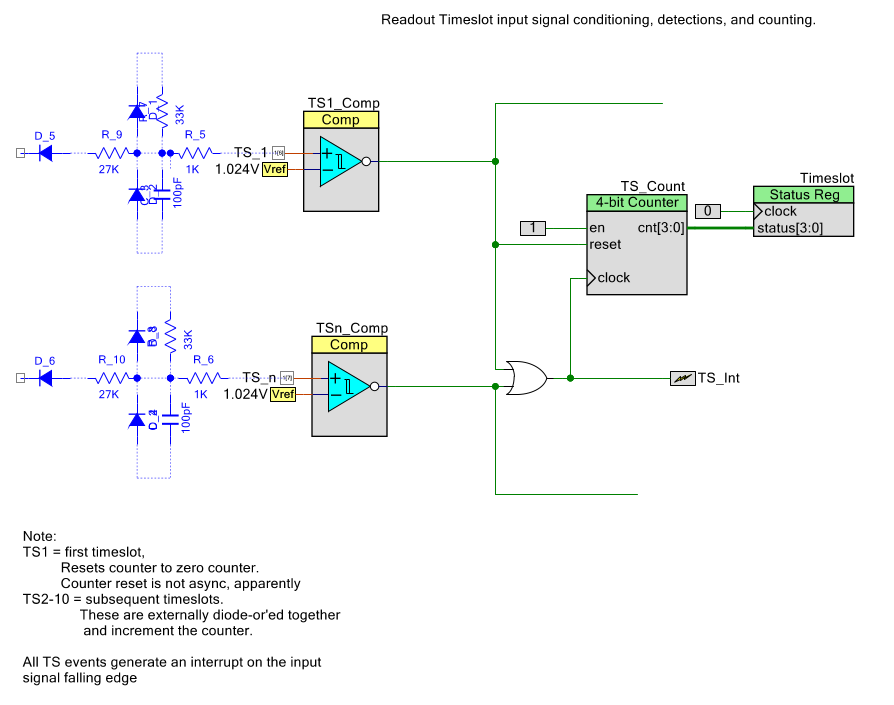 Readout Timeslot input signal conditioning, detections, and counting.
TS1_Comp
Comp
D_5
R_9
27K
D_1
33K
R_5
1K
D_2
100pF
TS_1
1.024V
Vref
Timeslot
TS_Count
Status Reg
4-bit Counter
0
clock
1
en
cnt[3:0]
status[3:0]
reset
clock
TSn_Comp
Comp
D_6
R_10
27K
33K
R_6
1K
100pF
TS_n
1.024V
Vref
TS_Int
Note:
TS1 = first timeslot,
Resets counter to zero counter.
Counter reset is not async, apparently
TS2-10 = subsequent timeslots.
These are externally diode-or'ed together
and increment the counter.
All TS events generate an interrupt on the input
signal falling edge